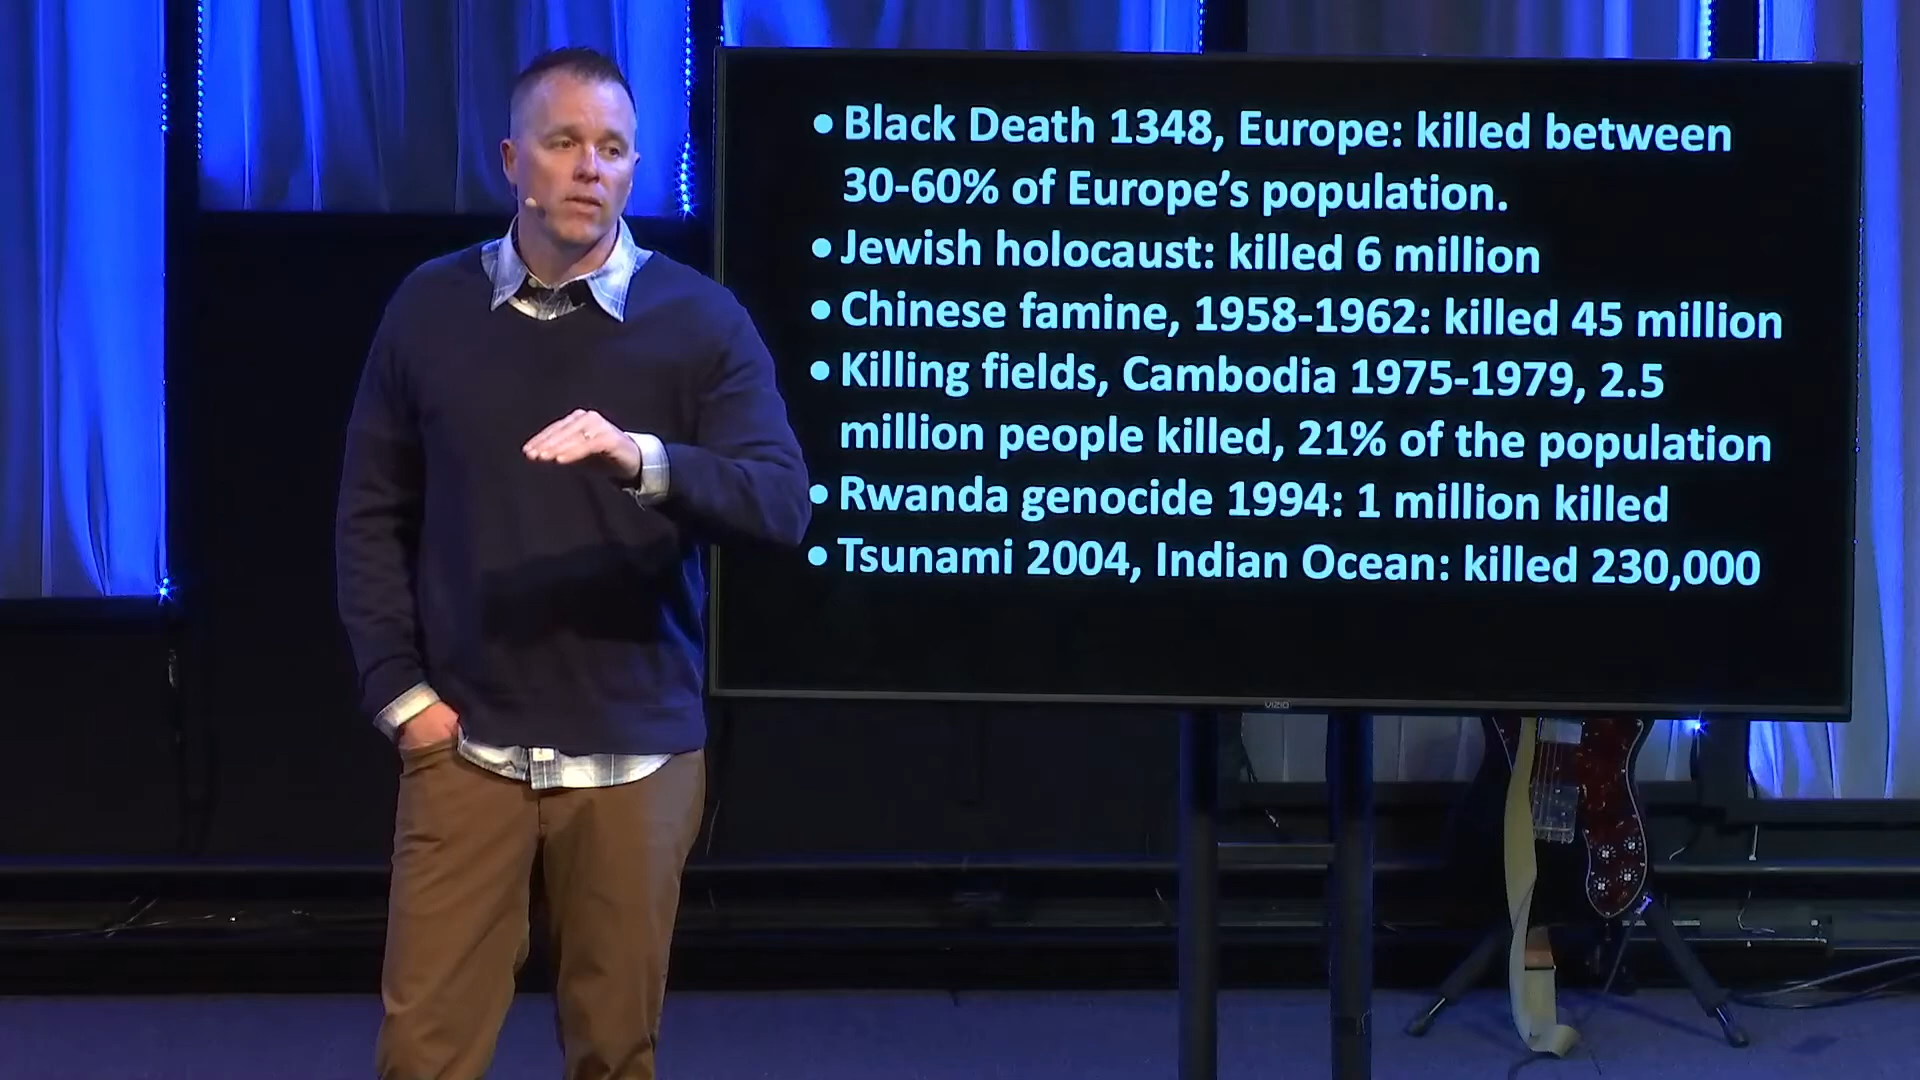 • Black Death 1348, Europe: killed between
30-60% of Europe’s population.
• Jewish holocaust: killed 6 million
• Chinese famine, 1958-1962: killed 45 million
• Killing fields, Cambodia 1975-1979, 2.5
million people killed, 21% of the population
• Rwanda genocide 1994: 1 million killed
• Tsunami 2004, Indian Ocean: killed 230,000
VIZIO